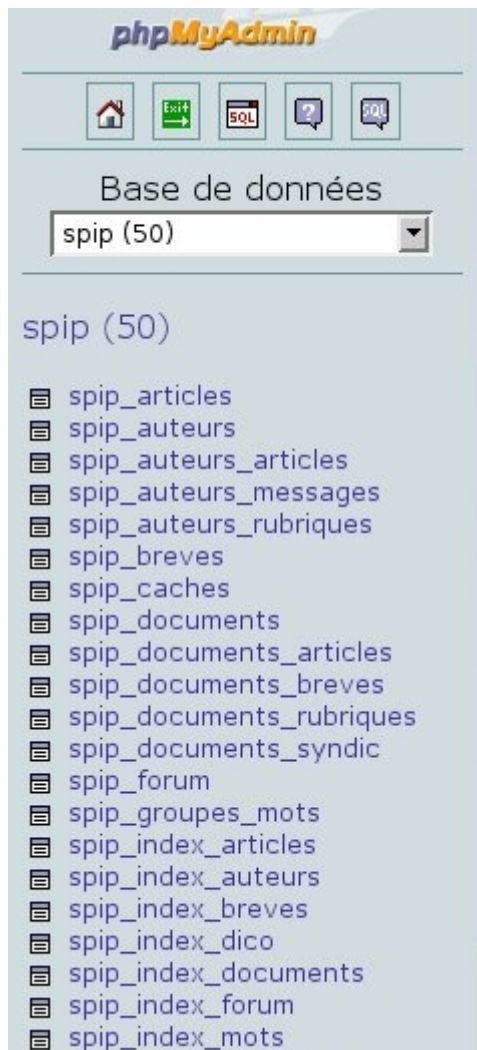 phpMyAdmin
Exit SQL ? SQL
Base de données
spip (50)
spip (50)
spip_articles
spip_auteurs
spip_auteurs_articles
spip_auteurs_messages
spip_auteurs_rubriques
spip_breves
spip_caches
spip_documents
spip_documents_articles
spip_documents_breves
spip_documents_rubriques
spip_documents_syndic
spip_forum
spip_groupes_mots
spip_index_articles
spip_index_auteurs
spip_index_breves
spip_index_dico
spip_index_documents
spip_index_forum
spip_index_mots